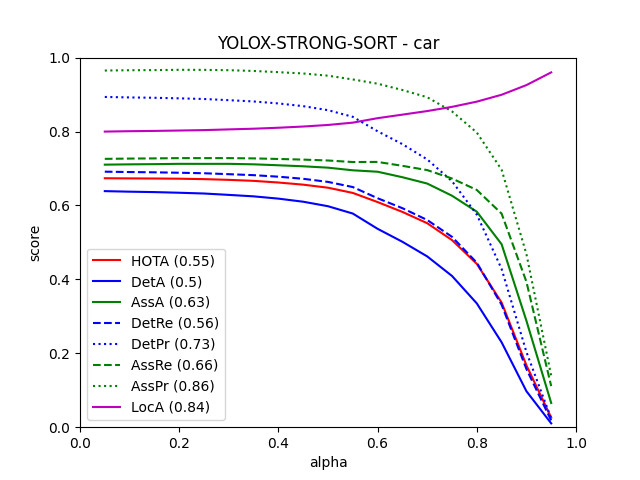 YOLOX-STRONG-SORT - car
score
1.0
0.8
0.6
0.4
0.2
0.0
HOTA (0.55)
DetA (0.5)
AssA (0.63)
DetRe (0.56)
DetPr (0.73)
AssRe (0.66)
AssPr (0.86)
LocA (0.84)
0.0 0.2 0.4 0.6 0.8 1.0
alpha